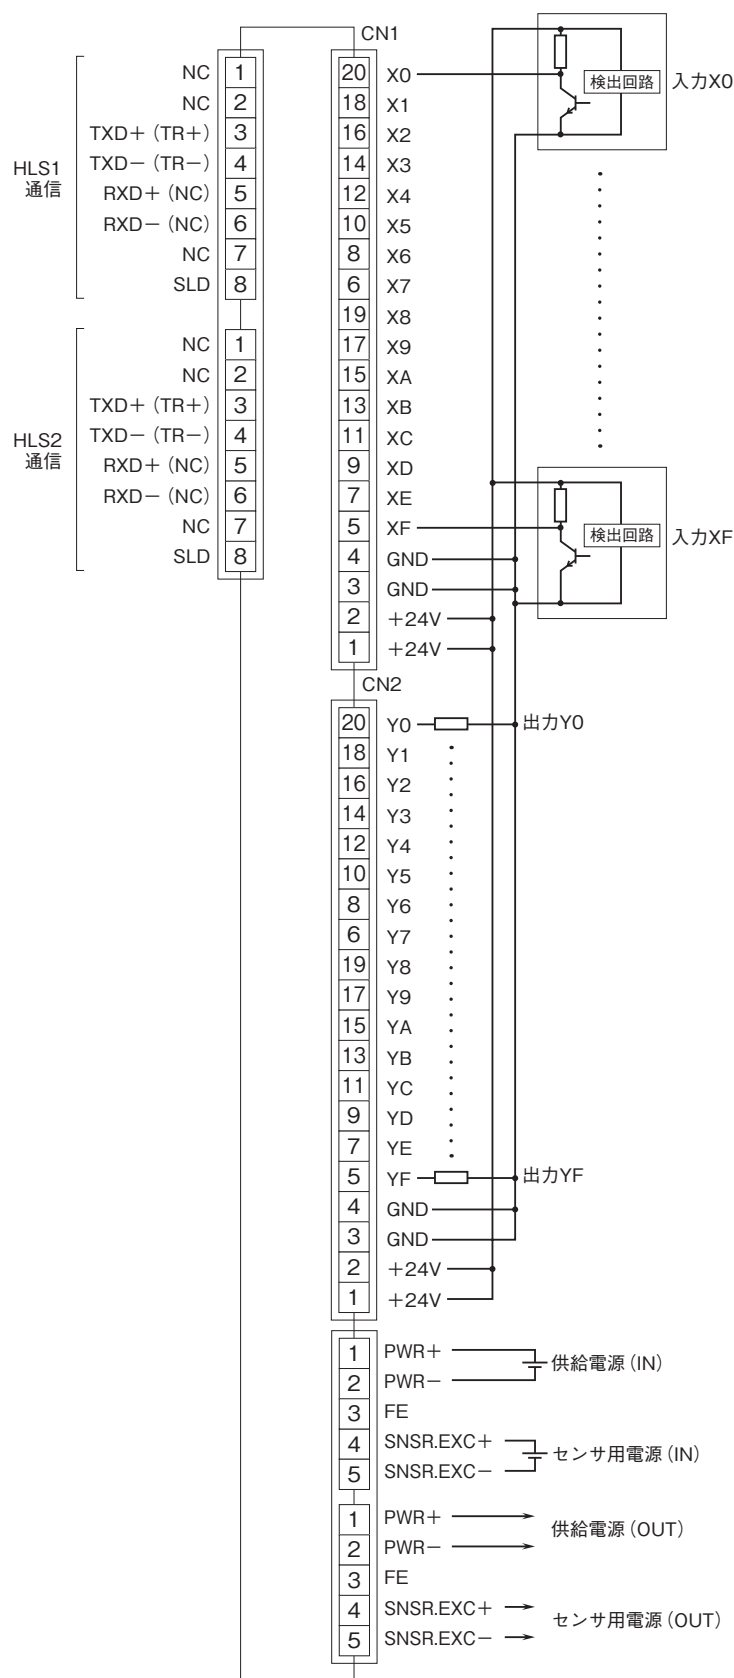 HLS1
通信
NC 1
NC 2
TXD+ (TR+) 3
TXD− (TR−) 4
RXD+ (NC) 5
RXD− (NC) 6
NC 7
SLD 8
HLS2
通信
NC 1
NC 2
TXD+ (TR+) 3
TXD− (TR−) 4
RXD+ (NC) 5
RXD− (NC) 6
NC 7
SLD 8
CN1
20 X0
18 X1
16 X2
14 X3
12 X4
10 X5
8 X6
6 X7
19 X8
17 X9
15 XA
13 XB
11 XC
9 XD
7 XE
5 XF
4 GND
3 GND
2 +24V
1 +24V
検出回路 入力X0
検出回路 入力XF
CN2
20 Y0 出力Y0
18 Y1
16 Y2
14 Y3
12 Y4
10 Y5
8 Y6
6 Y7
19 Y8
17 Y9
15 YA
13 YB
11 YC
9 YD
7 YE
5 YF 出力YF
4 GND
3 GND
2 +24V
1 +24V
1 PWR+
2 PWR−
供給電源(IN)
3 FE
4 SNSR.EXC+
5 SNSR.EXC−
センサ用電源(IN)
1 PWR+
2 PWR−
供給電源(OUT)
3 FE
4 SNSR.EXC+
5 SNSR.EXC−
センサ用電源(OUT)